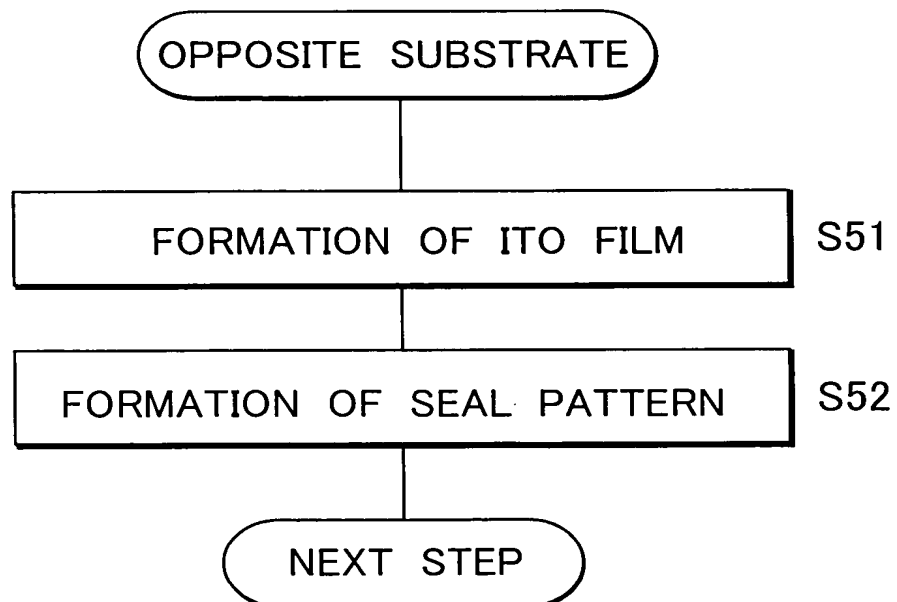 OPPOSITE SUBSTRATE
FORMATION OF ITO FILM S51
FORMATION OF SEAL PATTERN S52
NEXT STEP